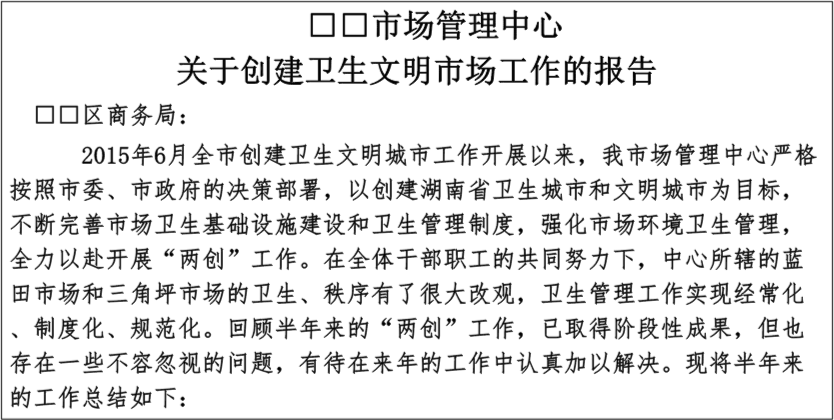 □□市场管理中心
关于创建卫生文明市场工作的报告
□□区商务局：
2015年6月全市创建卫生文明城市工作开展以来，我市场管理中心严格
按照市委、市政府的决策部署，以创建湖南省卫生城市和文明城市为目标，
不断完善市场卫生基础设施建设和卫生管理制度，强化市场环境卫生管理，
全力以赴开展“两创”工作。在全体干部职工的共同努力下，中心所辖的蓝
田市场和三角坪市场的卫生、秩序有了很大改观，卫生管理工作实现经常化
、制度化、规范化。回顾半年来的“两创”工作，已取得阶段性成果，但也
存在一些不容忽视的问题，有待在来年的工作中认真加以解决。现将半年来
的工作总结如下：